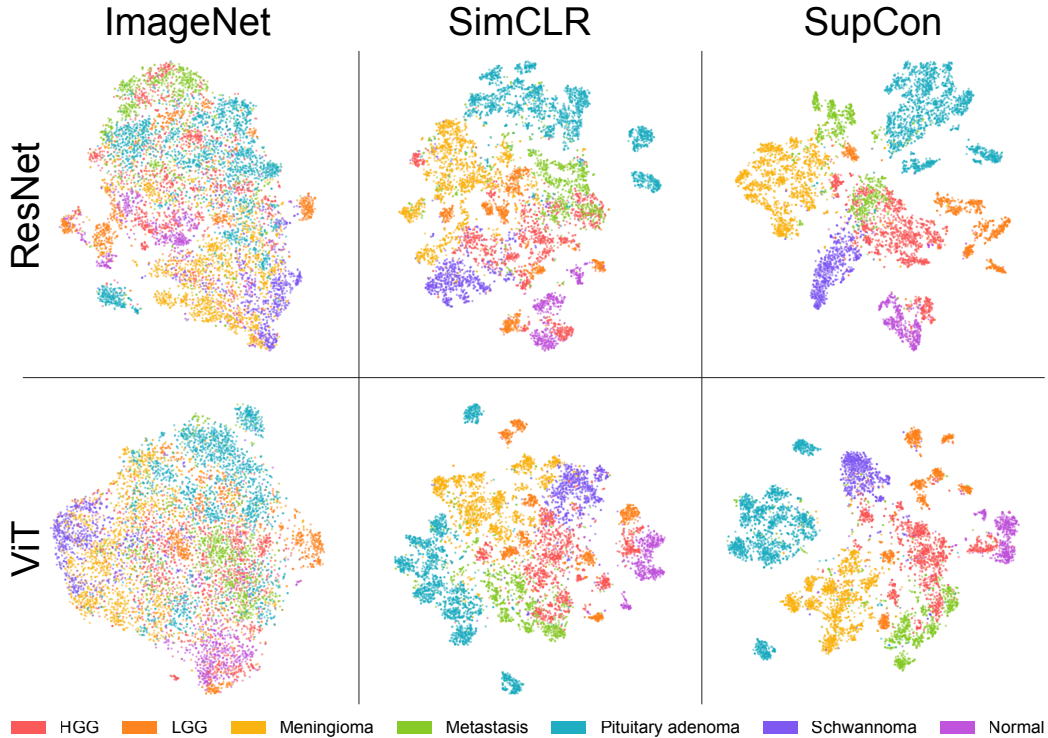 ImageNet SimCLR SupCon
ResNet
ViT
HGG LGG Meningioma Metastasis Pituitary adenoma Schwannoma Normal